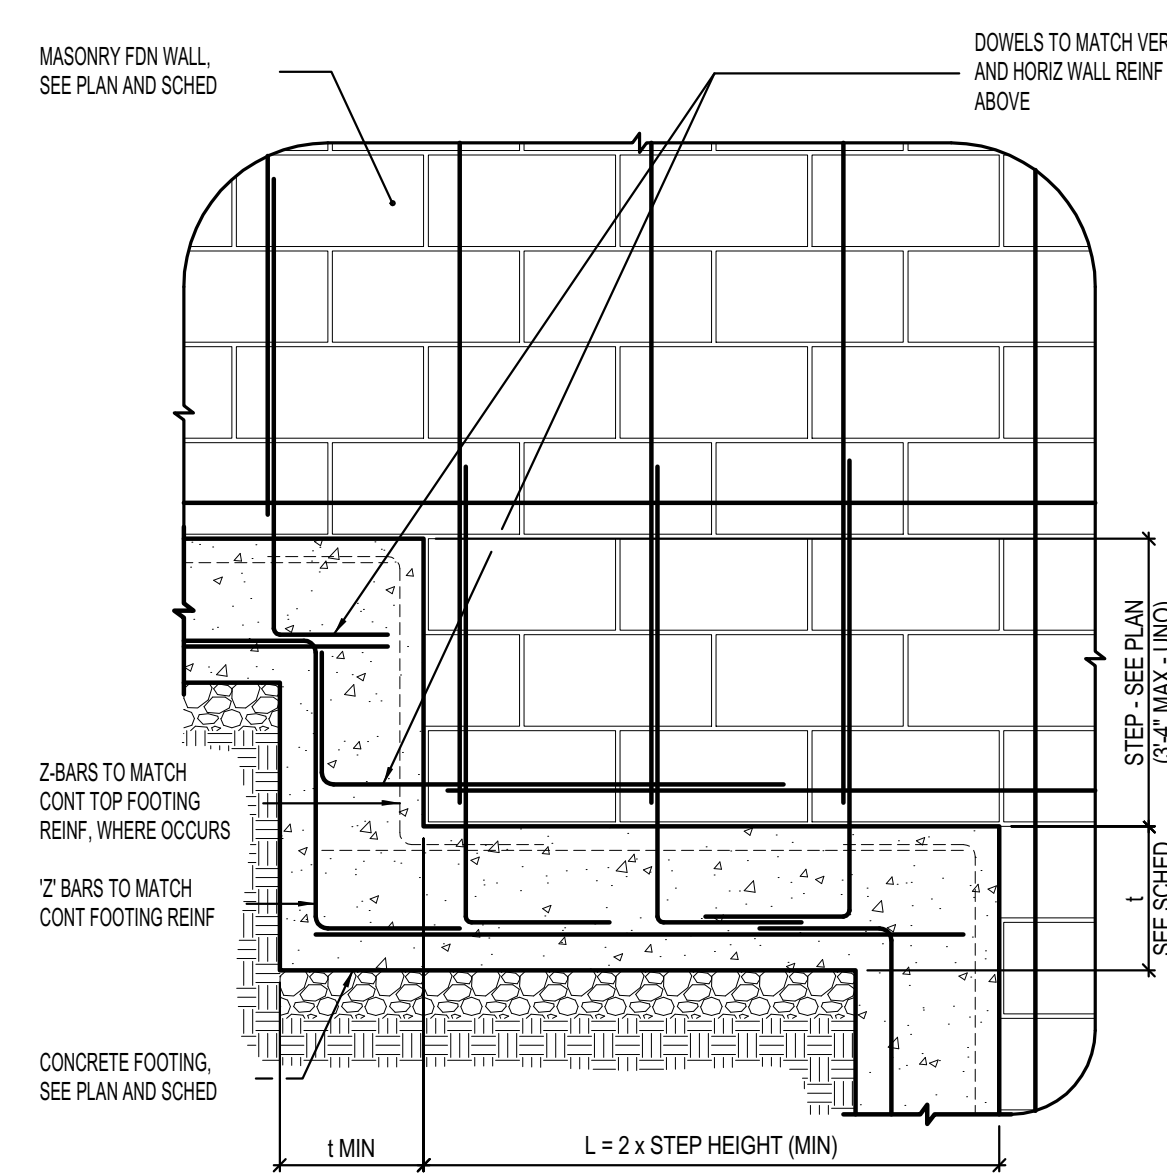 MASONRY FDN WALL,
SEE PLAN AND SCHED
DOWELS TO MATCH VER
AND HORIZ WALL REINF
ABOVE
STEP - SEE PLAN
(3'-4" MAX - UNO)
t
SEE SCHED
Z-BARS TO MATCH
CONT TOP FOOTING
REINF, WHERE OCCURS
'Z' BARS TO MATCH
CONT FOOTING REINF
CONCRETE FOOTING,
SEE PLAN AND SCHED
t MIN
L = 2 x STEP HEIGHT (MIN)